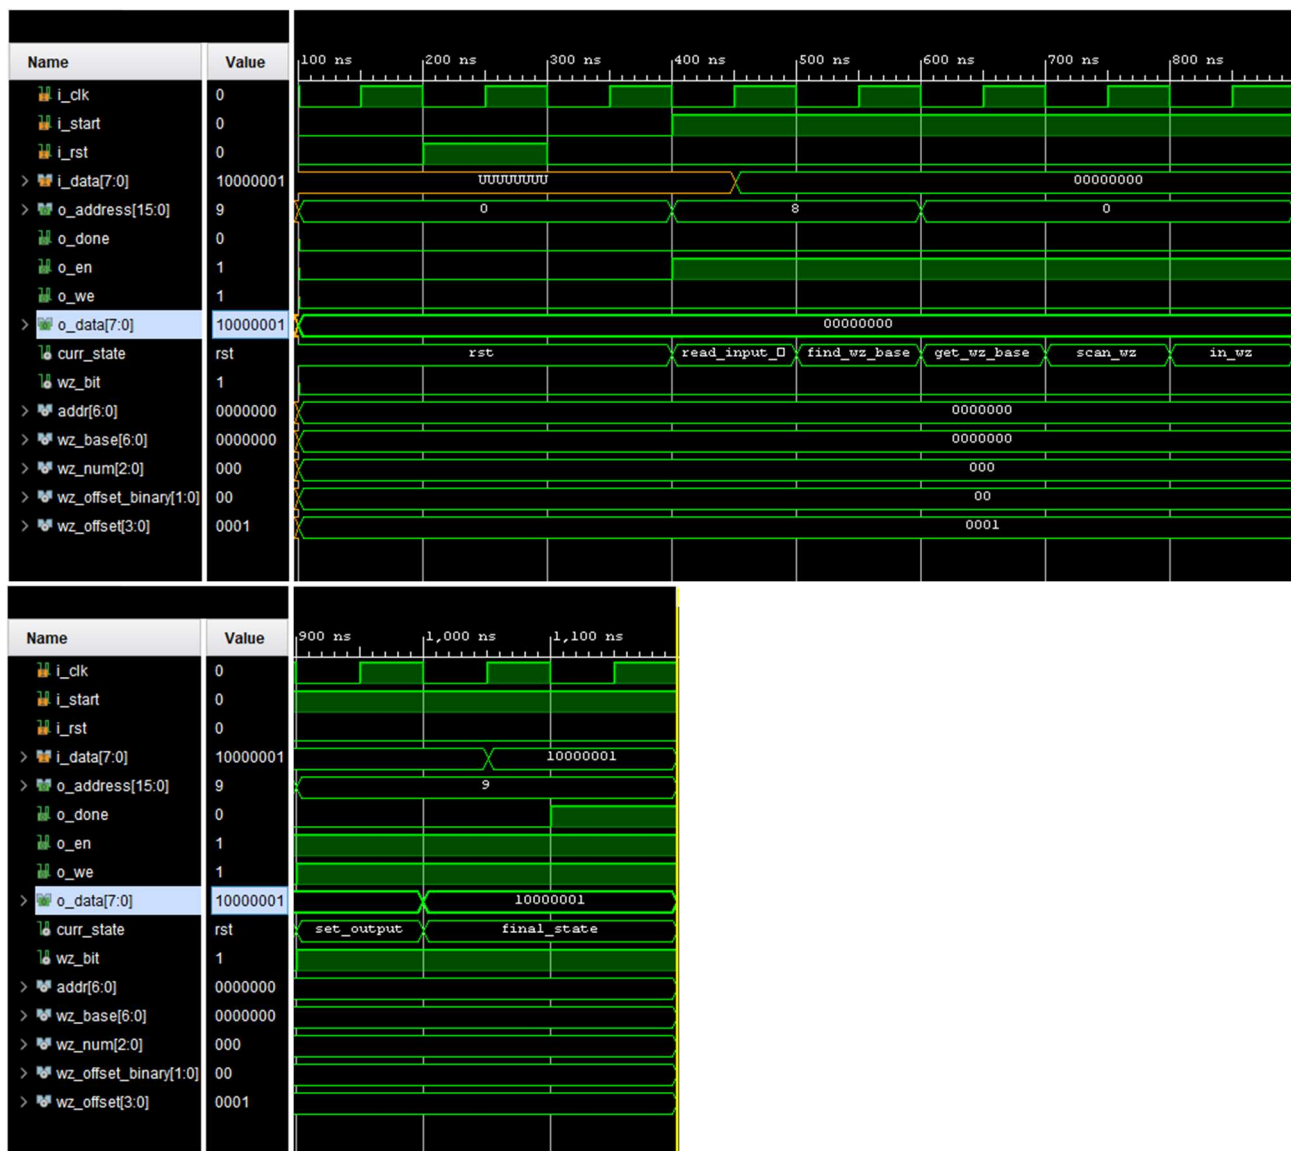 Name Value 100 ns 200 ns 300 ns 400 ns 500 ns 600 ns 700 ns 800 ns
i_clk 0
i_start 0
i_rst 0
> i_data[7:0] 10000001 UUUUUUUU 00000000
> o_address[15:0] 9 0 8 0
o_done 0
o_en 1
o_we 1
> o_data[7:0] 10000001 00000000
curr_state rst rst read_input_□ find_wz_base get_wz_base scan_wz in_wz
wz_bit 1
> addr[6:0] 0000000 0000000
> wz_base[6:0] 0000000 0000000
> wz_num[2:0] 000 000
> wz_offset_binary[1:0] 00 00
> wz_offset[3:0] 0001 0001
Name Value 900 ns 1,000 ns 1,100 ns
i_clk 0
i_start 0
i_rst 0
> i_data[7:0] 10000001 10000001
> o_address[15:0] 9 9
o_done 0
o_en 1
o_we 1
> o_data[7:0] 10000001 10000001
curr_state rst set_output final_state
wz_bit 1
> addr[6:0] 0000000
> wz_base[6:0] 0000000
> wz_num[2:0] 000
> wz_offset_binary[1:0] 00
> wz_offset[3:0] 0001